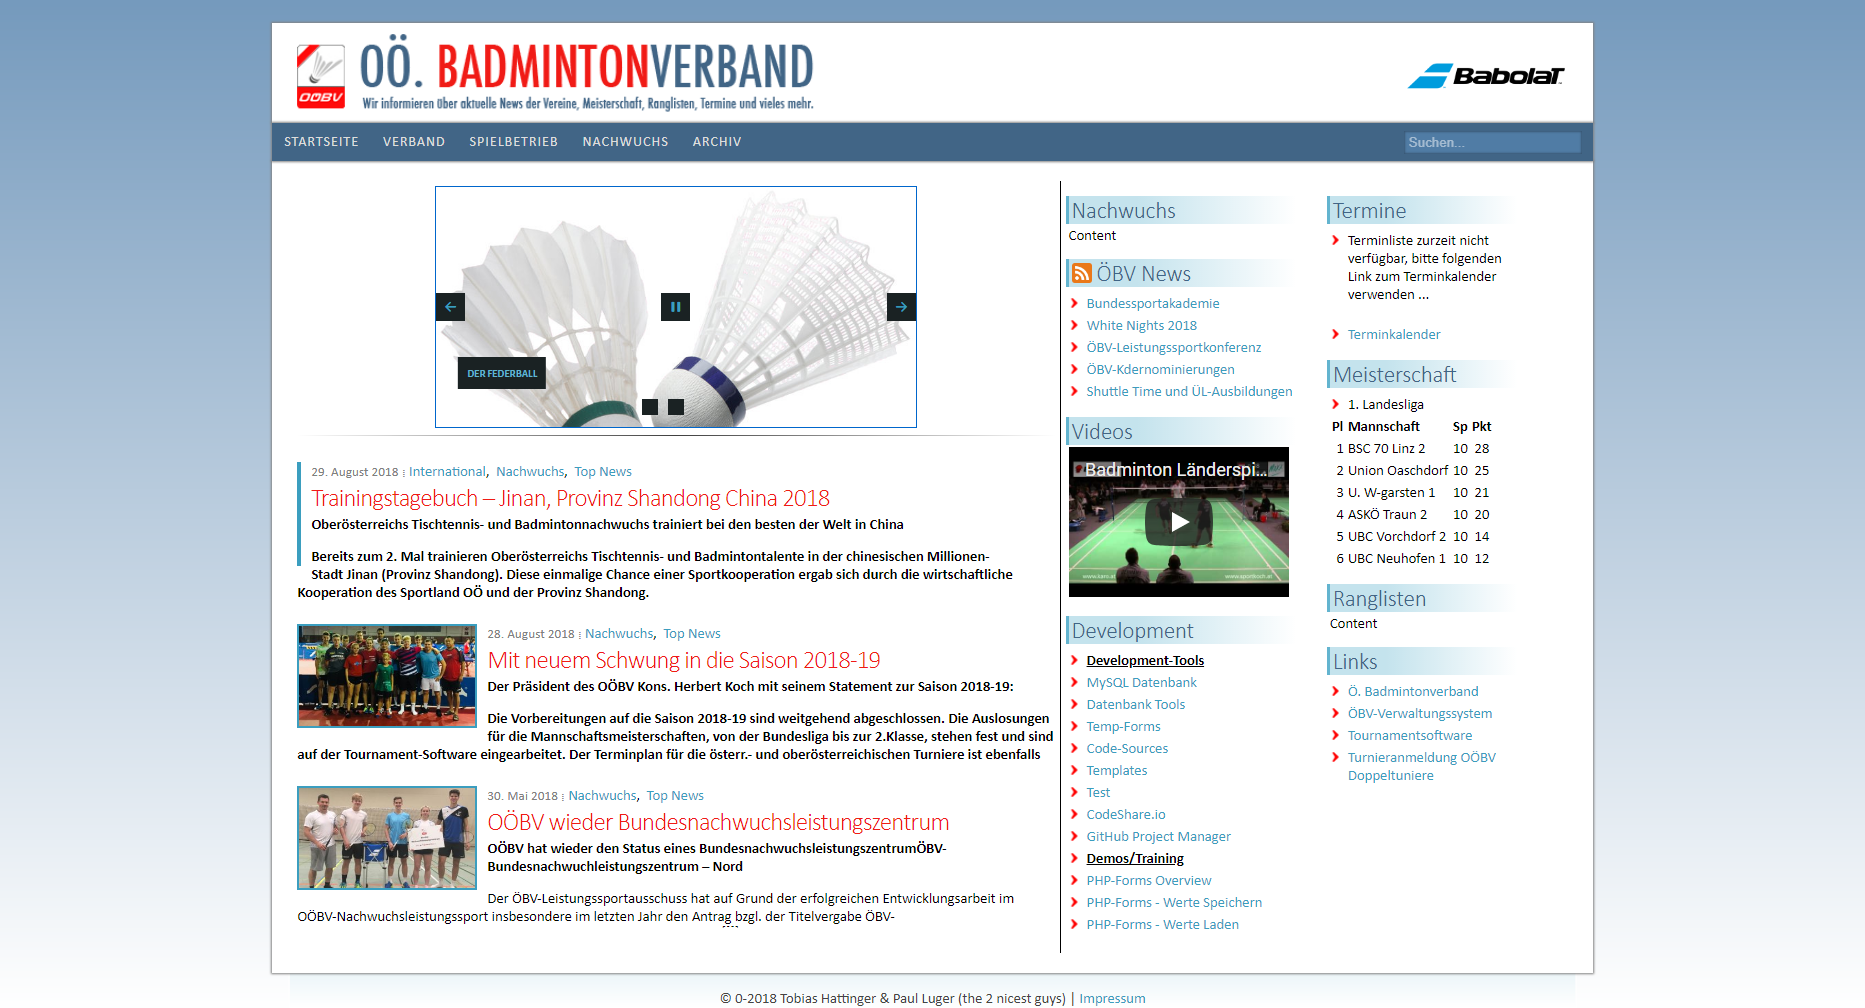 OÖBV
OÖ. BADMINTONVERBAND
Wir informieren über aktuelle News der Vereine, Meisterschaft, Ranglisten, Termine und vieles mehr.
BabolaT
STARTSEITE VERBAND SPIELBETRIEB NACHWUCHS ARCHIV
Suchen...
DER FEDERBALL
29. August 2018 International, Nachwuchs, Top News
Trainingstagebuch – Jinan, Provinz Shandong China 2018
Oberösterreichs Tischtennis- und Badmintonnachwuchs trainiert bei den besten der Welt in China
Bereits zum 2. Mal trainieren Oberösterreichs Tischtennis- und Badmintontalente in der chinesischen Millionen-
Stadt Jinan (Provinz Shandong). Diese einmalige Chance einer Sportkooperation ergab sich durch die wirtschaftliche
Kooperation des Sportland OÖ und der Provinz Shandong.
28. August 2018 Nachwuchs, Top News
Mit neuem Schwung in die Saison 2018-19
Der Präsident des OÖBV Kons. Herbert Koch mit seinem Statement zur Saison 2018-19:
Die Vorbereitungen auf die Saison 2018-19 sind weitgehend abgeschlossen. Die Auslosungen
für die Mannschaftsmeisterschaften, von der Bundesliga bis zur 2.Klasse, stehen fest und sind
auf der Tournament-Software eingearbeitet. Der Terminplan für die österr.- und oberösterreichischen Turniere ist ebenfalls
30. Mai 2018 Nachwuchs, Top News
OÖBV wieder Bundesnachwuchsleistungszentrum
OÖBV hat wieder den Status eines BundesnachwuchsleistungszentrumÖBV-
Bundesnachwuchleistungszentrum – Nord
Der ÖBV-Leistungssportausschuss hat auf Grund der erfolgreichen Entwicklungsarbeit im
OÖBV-Nachwuchsleistungssport insbesondere im letzten Jahr den Antrag bzgl. der Titelvergabe ÖBV-
Nachwuchs
Content
ÖBV News
Bundessportakademie
White Nights 2018
ÖBV-Leistungssportkonferenz
ÖBV-Kdernominierungen
Shuttle Time und ÜL-Ausbildungen
Videos
Badminton Länderspi...
Development
Development-Tools
MySQL Datenbank
Datenbank Tools
Temp-Forms
Code-Sources
Templates
Test
CodeShare.io
GitHub Project Manager
Demos/Training
PHP-Forms Overview
PHP-Forms - Werte Speichern
PHP-Forms - Werte Laden
Termine
Terminliste zurzeit nicht
verfügbar, bitte folgenden
Link zum Terminkalender
verwenden ...
Terminkalender
Meisterschaft
1. Landesliga
Pl Mannschaft Sp Pkt
1 BSC 70 Linz 2 10 28
2 Union Oaschdorf 10 25
3 U. W-garsten 1 10 21
4 ASKÖ Traun 2 10 20
5 UBC Vorchdorf 2 10 14
6 UBC Neuhofen 1 10 12
Ranglisten
Content
Links
Ö. Badmintonverband
ÖBV-Verwaltungssystem
Tournamentsoftware
Turnieranmeldung OÖBV
Doppeltuniere
© 0-2018 Tobias Hattinger & Paul Luger (the 2 nicest guys) | Impressum